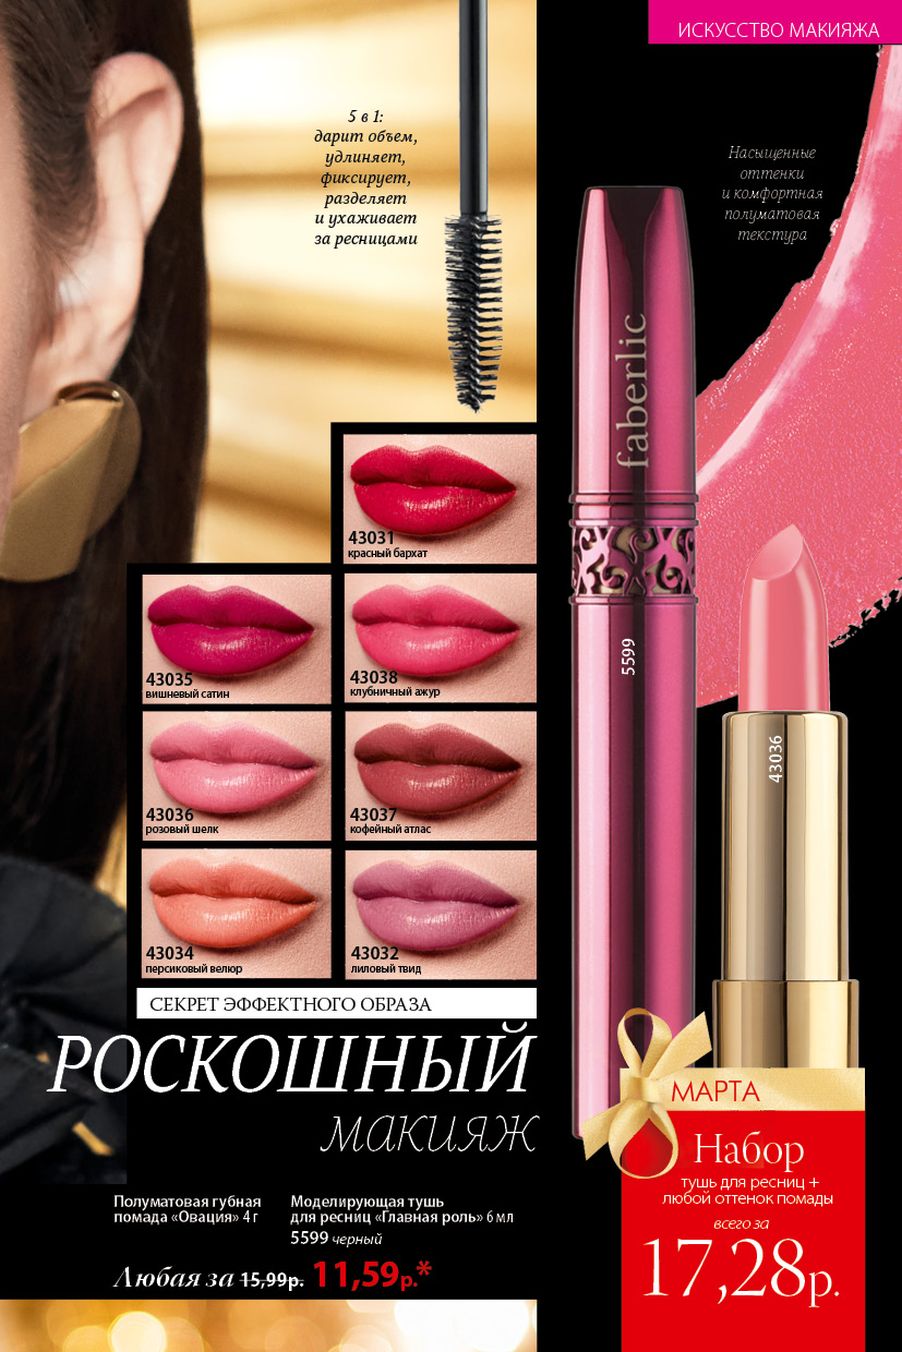 ИСКУССТВО МАКИЯЖА
5 в 1:
дарит объем,
удлиняет,
фиксирует,
разделяет
и ухаживает
за ресницами
Насыщенные
оттенки
и комфортная
полуматовая
текстура
faberlic
5599
43036
43031
красный бархат
43035
вишневый сатин
43038
клубничный ажур
43036
розовый шелк
43037
кофейный атлас
43034
персиковый велюр
43032
лиловый твид
СЕКРЕТ ЭФФЕКТНОГО ОБРАЗА
РОСКОШНЫЙ
макияж
Полуматовая губная
помада «Овация» 4 г
Моделирующая тушь
для ресниц «Главная роль» 6 мл
5599 черный
Любая за 15,99р. 11,59р.*
8 МАРТА
Набор
тушь для ресниц +
любой оттенок помады
всего за
17,28р.